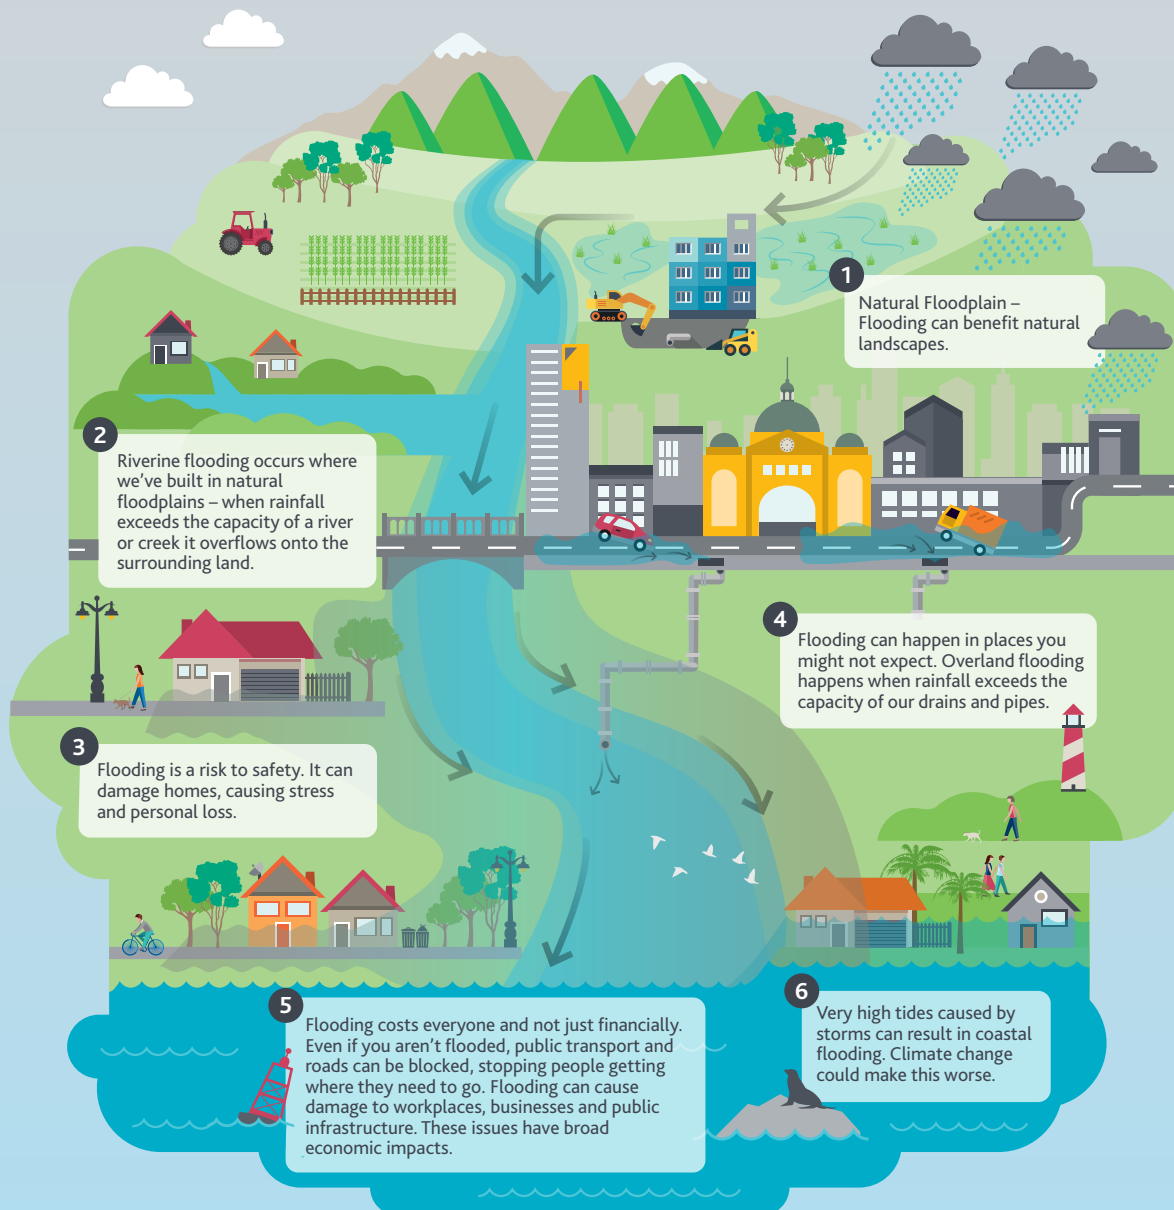 1
Natural Floodplain –
Flooding can benefit natural
landscapes.
2
Riverine flooding occurs where
we’ve built in natural
floodplains – when rainfall
exceeds the capacity of a river
or creek it overflows onto the
surrounding land.
3
Flooding is a risk to safety. It can
damage homes, causing stress
and personal loss.
4
Flooding can happen in places you
might not expect. Overland flooding
happens when rainfall exceeds the
capacity of our drains and pipes.
5
Flooding costs everyone and not just financially.
Even if you aren’t flooded, public transport and
roads can be blocked, stopping people getting
where they need to go. Flooding can cause
damage to workplaces, businesses and public
infrastructure. These issues have broad
economic impacts.
6
Very high tides caused by
storms can result in coastal
flooding. Climate change
could make this worse.